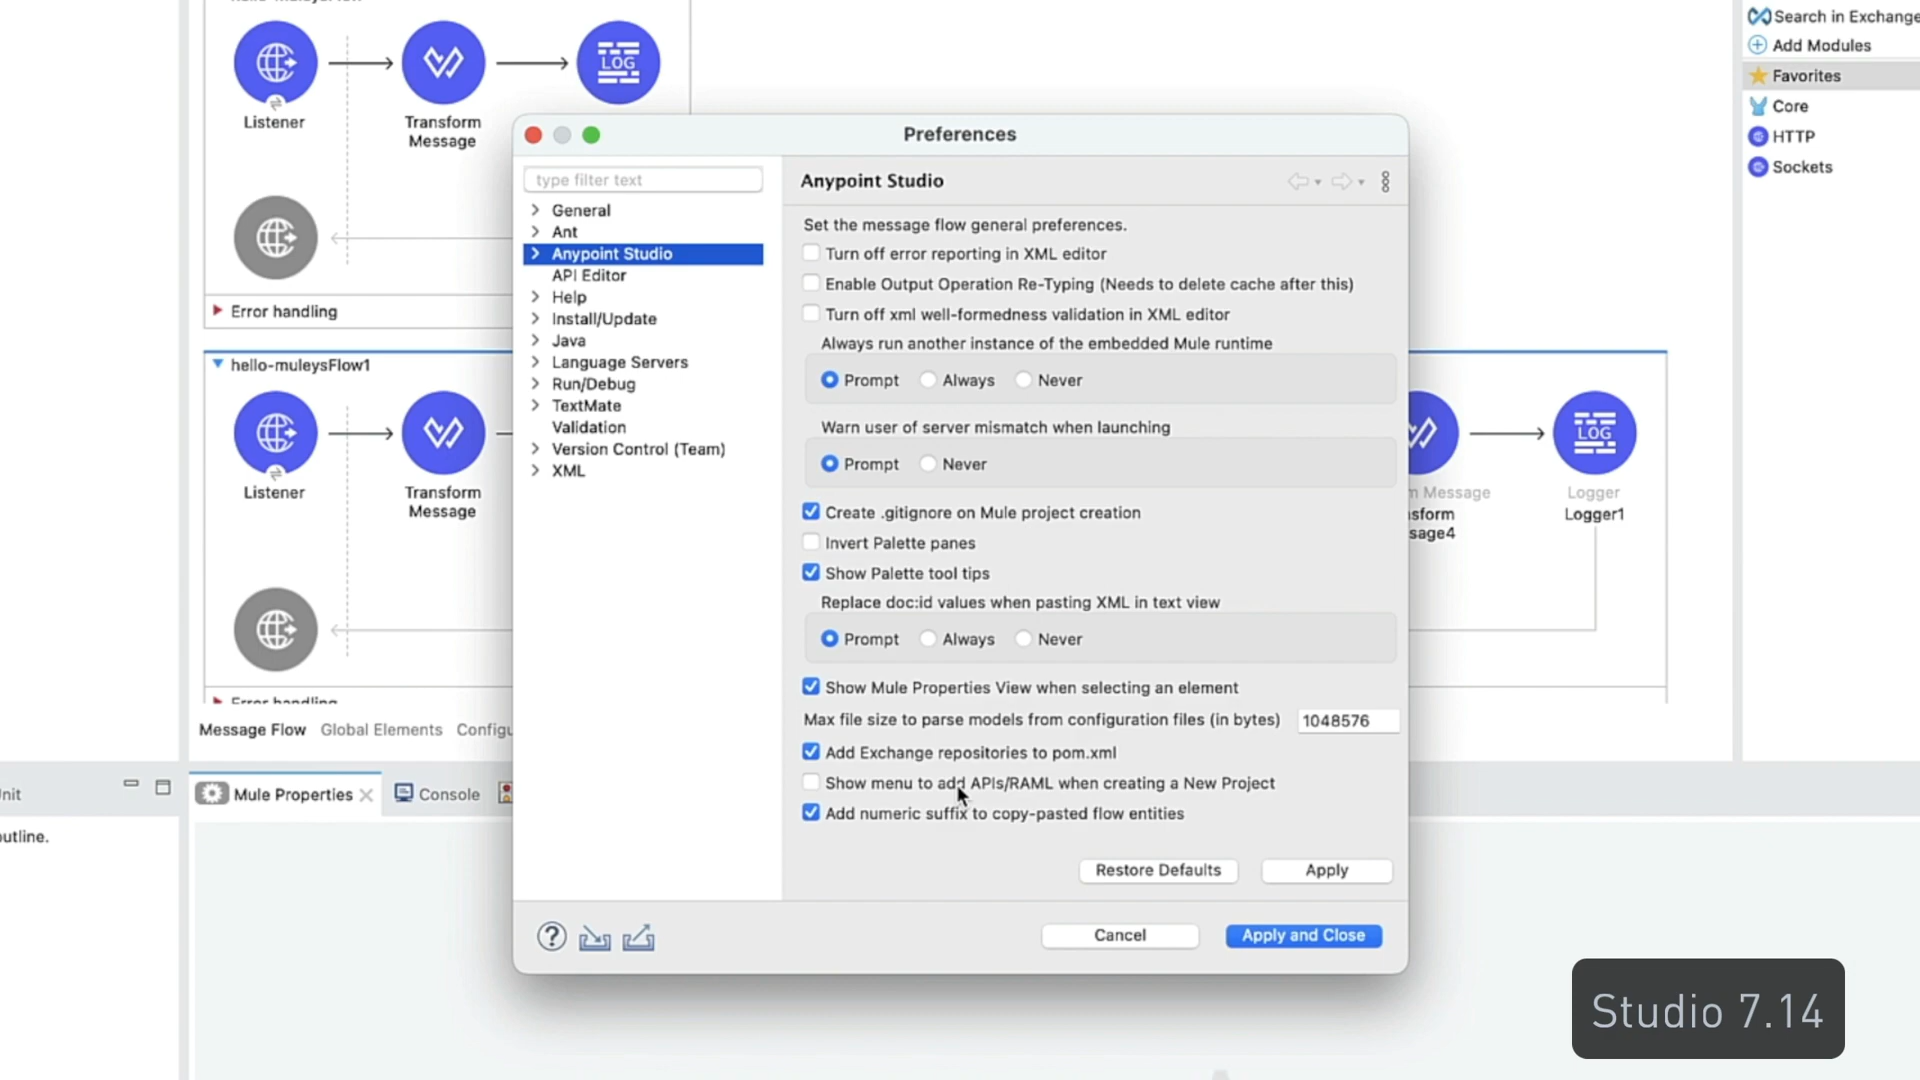 Search in Exchange
Add Modules
Favorites
Core
HTTP
Sockets
LOG
Listener
Transform
Message
Error handling
hello-muleysFlow1
LOG
Listener
Transform
Message
Message
Logger
Logger1
Error handling
Message Flow Global Elements
Mule Properties Console
Preferences
type filter text
General
Ant
Anypoint Studio
API Editor
Help
Install/Update
Java
Language Servers
Run/Debug
TextMate
Validation
Version Control (Team)
XML
Anypoint Studio
Set the message flow general preferences.
Turn off error reporting in XML editor
Enable Output Operation Re-Typing (Needs to delete cache after this)
Turn off xml well-formedness validation in XML editor
Always run another instance of the embedded Mule runtime
Prompt Always Never
Warn user of server mismatch when launching
Prompt Never
Create .gitignore on Mule project creation
Invert Palette panes
Show Palette tool tips
Replace doc:id values when pasting XML in text view
Prompt Always Never
Show Mule Properties View when selecting an element
Max file size to parse models from configuration files (in bytes) 1048576
Add Exchange repositories to pom.xml
Show menu to add APIs/RAML when creating a New Project
Add numeric suffix to copy-pasted flow entities
Restore Defaults Apply
? Cancel Apply and Close
Studio 7.14